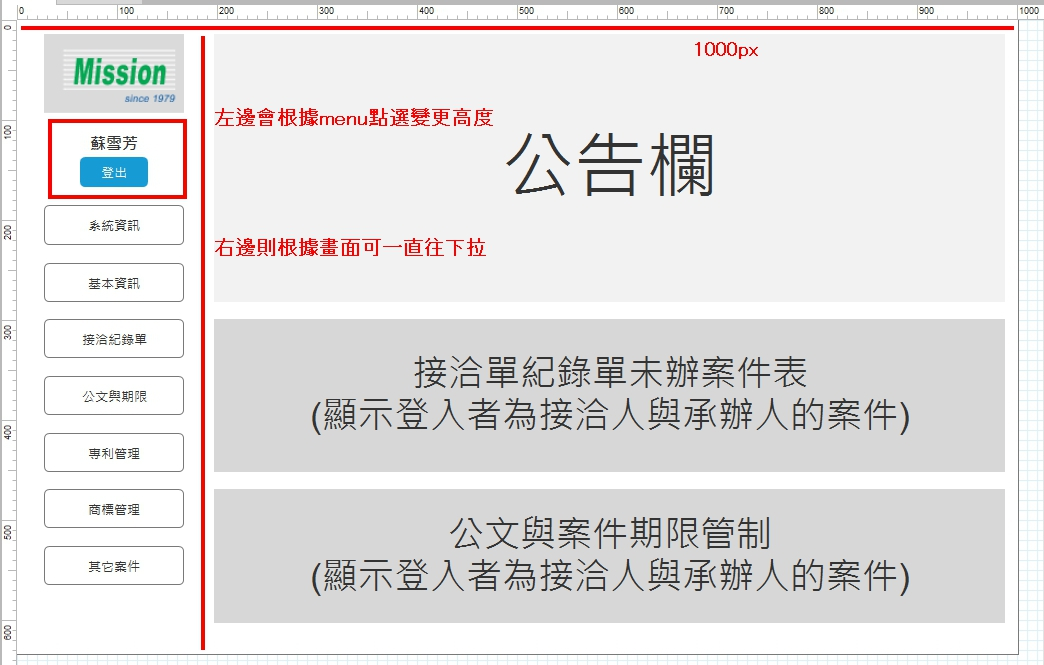 0 100 200 300 400 500 600 700 800 900 1000
0
100
200
300
400
500
600
Mission
since 1979
蘇雪芳
登出
系統資訊
基本資訊
接洽紀錄單
公文與期限
專利管理
商標管理
其它案件
1000px
左邊會根據menu點選變更高度
公告欄
右邊則根據畫面可一直往下拉
接洽單紀錄單未辦案件表
(顯示登入者為接洽人與承辦人的案件)
公文與案件期限管制
(顯示登入者為接洽人與承辦人的案件)